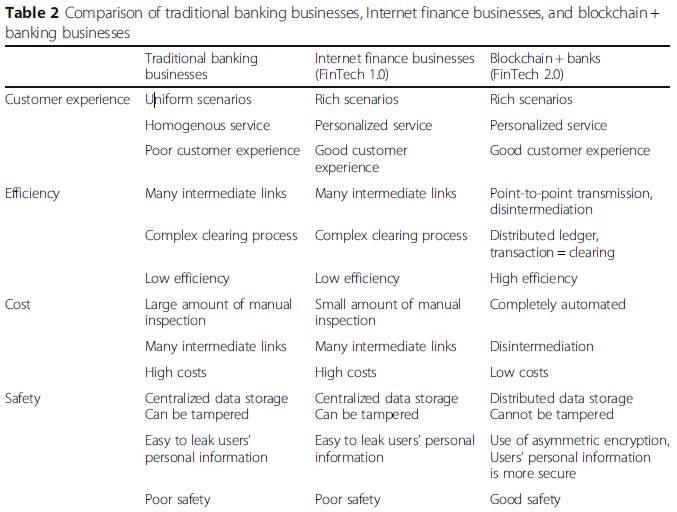 Table 2 Comparison of traditional banking businesses, Internet finance businesses, and blockchain +
banking businesses
Traditional banking businesses | Internet finance businesses (FinTech 1.0) | Blockchain + banks (FinTech 2.0)
Customer experience | Uniform scenarios | Rich scenarios | Rich scenarios
Homogenous service | Personalized service | Personalized service
Poor customer experience | Good customer experience | Good customer experience
Efficiency | Many intermediate links | Many intermediate links | Point-to-point transmission, disintermediation
Complex clearing process | Complex clearing process | Distributed ledger, transaction = clearing
Low efficiency | Low efficiency | High efficiency
Cost | Large amount of manual inspection | Small amount of manual inspection | Completely automated
Many intermediate links | Many intermediate links | Disintermediation
High costs | High costs | Low costs
Safety | Centralized data storage Can be tampered | Centralized data storage Can be tampered | Distributed data storage Cannot be tampered
Easy to leak users' personal information | Easy to leak users' personal information | Use of asymmetric encryption, Users' personal information is more secure
Poor safety | Poor safety | Good safety